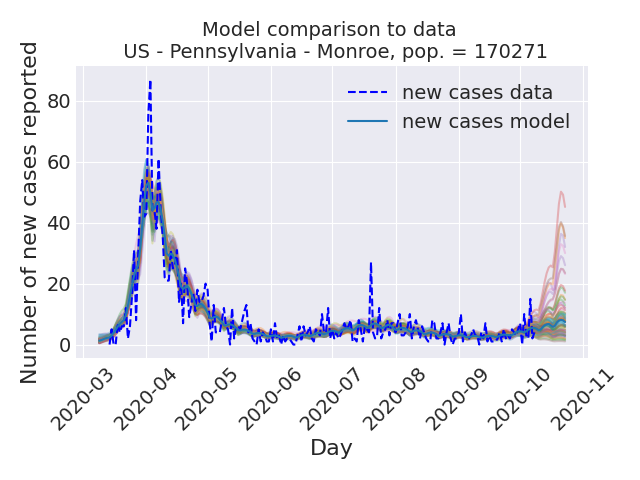 Model comparison to data
US - Pennsylvania - Monroe, pop. = 170271
new cases data
new cases model
Number of new cases reported
80
60
40
20
0
2020-03
2020-04
2020-05
2020-06
2020-07
2020-08
2020-09
2020-10
2020-11
Day